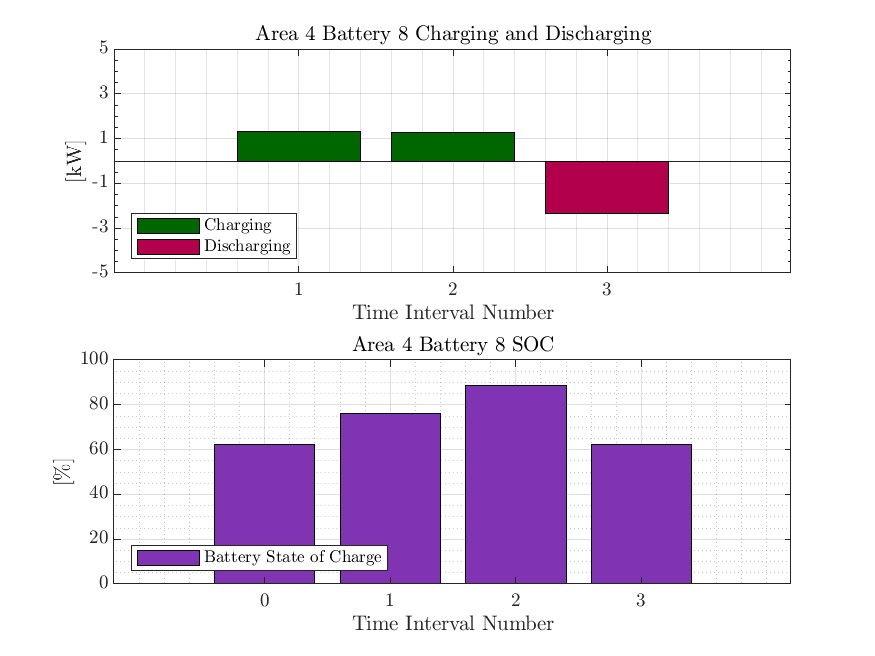 Area 4 Battery 8 Charging and Discharging
5
3
1
-1
-3
-5
[kW]
Charging
Discharging
1 2 3
Time Interval Number
Area 4 Battery 8 SOC
100
80
60
40
20
0
[%]
Battery State of Charge
0 1 2 3
Time Interval Number